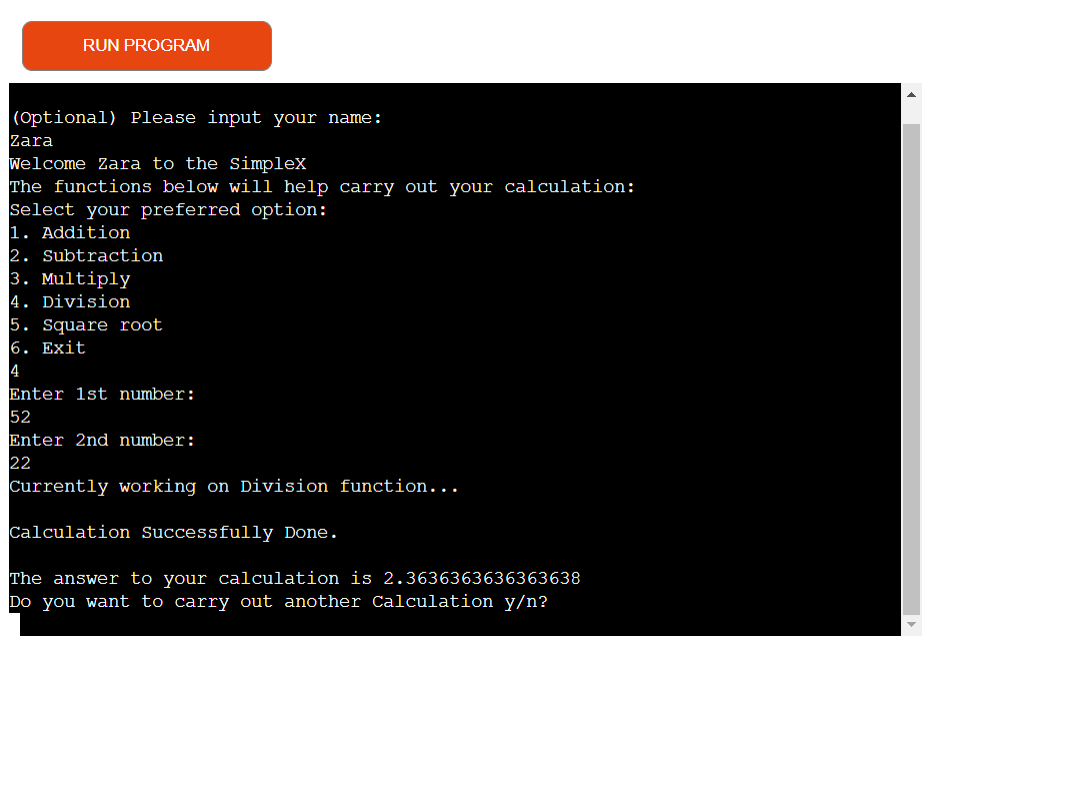 RUN PROGRAM
(Optional) Please input your name:
Zara
Welcome Zara to the SimpleX
The functions below will help carry out your calculation:
Select your preferred option:
1. Addition
2. Subtraction
3. Multiply
4. Division
5. Square root
6. Exit
4
Enter 1st number:
52
Enter 2nd number:
22
Currently working on Division function...
Calculation Successfully Done.
The answer to your calculation is 2.3636363636363638
Do you want to carry out another Calculation y/n?